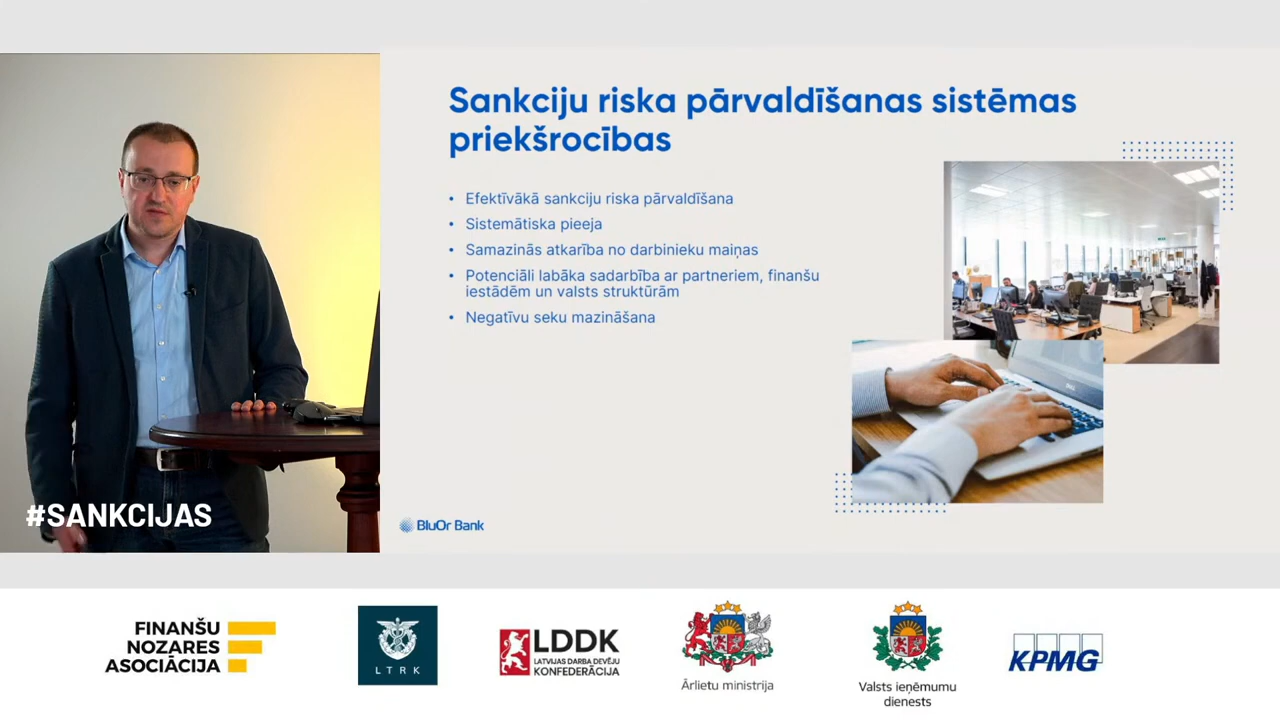 Sankciju riska pārvaldīšanas sistēmas
priekšrocības
• Efektīvākā sankciju riska pārvaldīšana
• Sistemātiska pieeja
• Samazinās atkarība no darbinieku maiņas
• Potenciāli labāka sadarbība ar partneriem, finanšu
iestādēm un valsts struktūrām
• Negatīvu seku mazināšana
#SANKCIJAS
BluOr Bank
FINANŠU
NOZARES
ASOCIĀCIJA
LTRK
LDDK
LATVIJAS DARBA DEVĒJU
KONFEDERĀCIJA
Ārlietu ministrija
Valsts ieņēmumu
dienests
KPMG